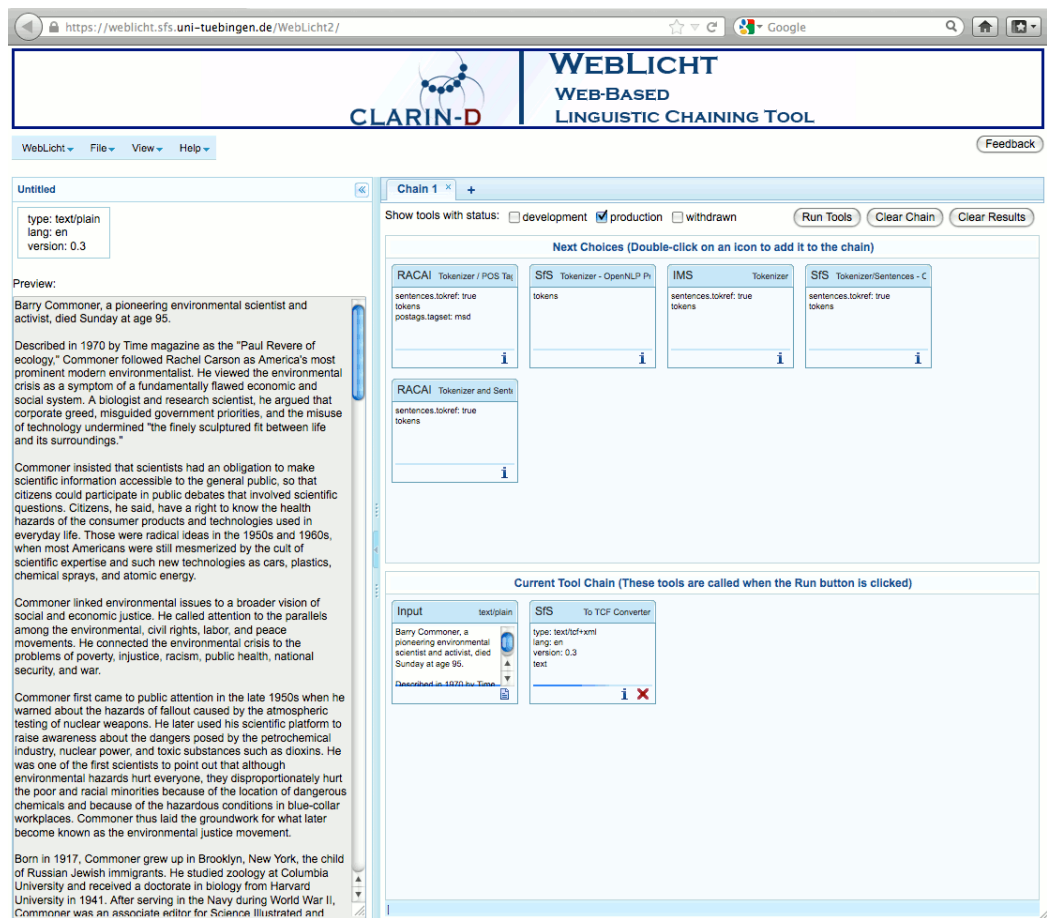 https://weblicht.sfs.uni-tuebingen.de/WebLicht2/
Google
CLARIN-D
WEBLICHT
WEB-BASED
LINGUISTIC CHAINING TOOL
WebLicht File View Help
Feedback
Untitled
type: text/plain
lang: en
version: 0.3
Preview:
Barry Commoner, a pioneering environmental scientist and
activist, died Sunday at age 95.
Described in 1970 by Time magazine as the "Paul Revere of
ecology," Commoner followed Rachel Carson as America's most
prominent modern environmentalist. He viewed the environmental
crisis as a symptom of a fundamentally flawed economic and
social system. A biologist and research scientist, he argued that
corporate greed, misguided government priorities, and the misuse
of technology undermined "the finely sculptured fit between life
and its surroundings."
Commoner insisted that scientists had an obligation to make
scientific information accessible to the general public, so that
citizens could participate in public debates that involved scientific
questions. Citizens, he said, have a right to know the health
hazards of the consumer products and technologies used in
everyday life. Those were radical ideas in the 1950s and 1960s,
when most Americans were still mesmerized by the cult of
scientific expertise and such new technologies as cars, plastics,
chemical sprays, and atomic energy.
Commoner linked environmental issues to a broader vision of
social and economic justice. He called attention to the parallels
among the environmental, civil rights, labor, and peace
movements. He connected the environmental crisis to the
problems of poverty, injustice, racism, public health, national
security, and war.
Commoner first came to public attention in the late 1950s when he
warned about the hazards of fallout caused by the atmospheric
testing of nuclear weapons. He later used his scientific platform to
raise awareness about the dangers posed by the petrochemical
industry, nuclear power, and toxic substances such as dioxins. He
was one of the first scientists to point out that although
environmental hazards hurt everyone, they disproportionately hurt
the poor and racial minorities because of the location of dangerous
chemicals and because of the hazardous conditions in blue-collar
workplaces. Commoner thus laid the groundwork for what later
become known as the environmental justice movement.
Born in 1917, Commoner grew up in Brooklyn, New York, the child
of Russian Jewish immigrants. He studied zoology at Columbia
University and received a doctorate in biology from Harvard
University in 1941. After serving in the Navy during World War II,
Commoner was an associate editor for Science Illustrated and
Chain 1 × +
Show tools with status: development production withdrawn
Run Tools Clear Chain Clear Results
Next Choices (Double-click on an icon to add it to the chain)
RACAI Tokenizer / POS Tag
sentences.tokref: true
tokens
postags.tagset: msd
i
SfS Tokenizer - OpenNLP Pr
tokens
i
IMS Tokenizer
sentences.tokref: true
tokens
i
SfS Tokenizer/Sentences - C
sentences.tokref: true
tokens
i
RACAI Tokenizer and Sente
sentences.tokref: true
tokens
i
Current Tool Chain (These tools are called when the Run button is clicked)
Input text/plain
Barry Commoner, a
pioneering environmental
scientist and activist, died
Sunday at age 95.
Described in 1970 by Time
SfS To TCF Converter
type: text/tcf+xml
lang: en
version: 0.3
text
i